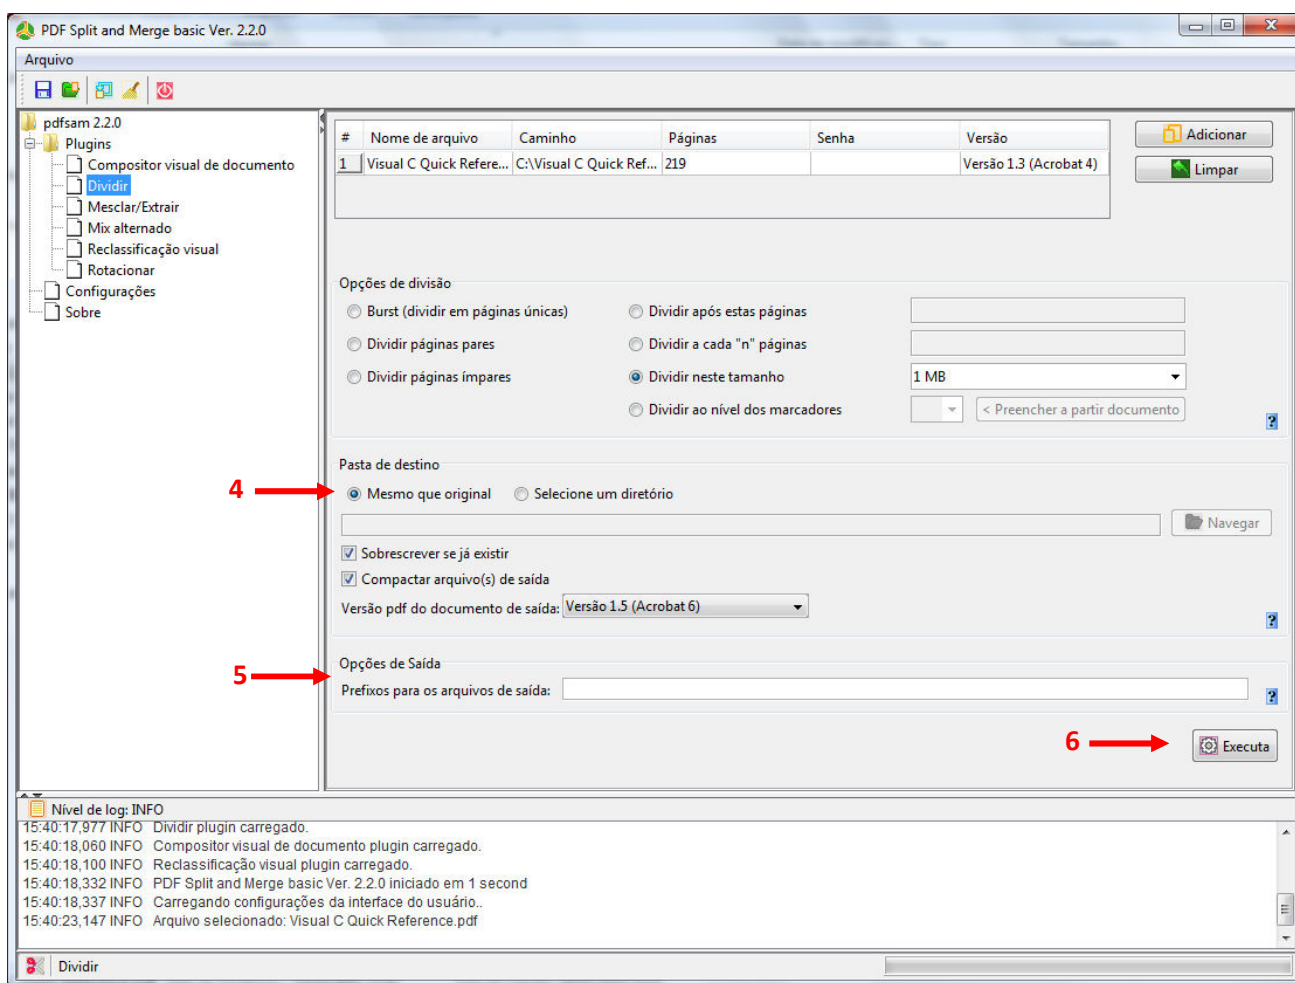 PDF Split and Merge basic Ver. 2.2.0
Arquivo
pdfsam 2.2.0
Plugins
Compositor visual de documento
Dividir
Mesclar/Extrair
Mix alternado
Reclassificação visual
Rotacionar
Configurações
Sobre
# Nome de arquivo Caminho Páginas Senha Versão
1 Visual C Quick Refere... C:\Visual C Quick Ref... 219 Versão 1.3 (Acrobat 4)
Adicionar
Limpar
Opções de divisão
Burst (dividir em páginas únicas) Dividir após estas páginas
Dividir páginas pares Dividir a cada "n" páginas
Dividir páginas ímpares Dividir neste tamanho 1 MB
Dividir ao nível dos marcadores < Preencher a partir documento
?
Pasta de destino
4 Mesmo que original Selecione um diretório
Navegar
Sobrescrever se já existir
Compactar arquivo(s) de saída
Versão pdf do documento de saída: Versão 1.5 (Acrobat 6)
?
Opções de Saída
5
Prefixos para os arquivos de saída:
?
6 Executa
Nível de log: INFO
15:40:17,977 INFO Dividir plugin carregado.
15:40:18,060 INFO Compositor visual de documento plugin carregado.
15:40:18,100 INFO Reclassificação visual plugin carregado.
15:40:18,332 INFO PDF Split and Merge basic Ver. 2.2.0 iniciado em 1 second
15:40:18,337 INFO Carregando configurações da interface do usuário..
15:40:23,147 INFO Arquivo selecionado: Visual C Quick Reference.pdf
Dividir